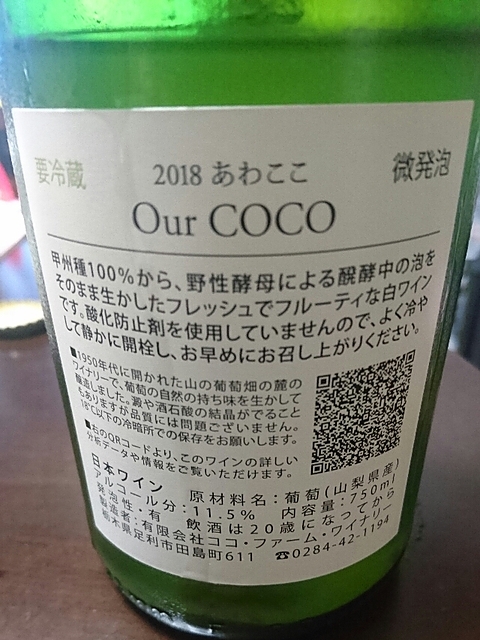 要冷蔵
2018 あわここ
微発泡
Our COCO
甲州種100%から、野性酵母による醗酵中の泡を
そのまま生かしたフレッシュでフルーティな白ワイン
です。酸化防止剤を使用していませんので、よく冷や
して静かに開栓し、お早めにお召し上がりください。
■1950年代に開かれた山の葡萄畑の麓の
ワイナリーで、葡萄の自然の持ち味を生かして
醸造しました。澱や酒石酸の結晶がでること
もありますが品質には問題ございません。
18℃以下の冷暗所での保存をお願いします。
■右のQRコードより、このワインの詳しい
分析データや情報をご覧いただけます。
日本ワイン 原材料名:葡萄(山梨県産)
アルコール分:11.5% 内容量:750ml
発泡性・有 飲酒は20歳になってから
製造者:有限会社ココ・ファーム・ワイナリー
栃木県足利市田島町611 ☎0284-42-1194